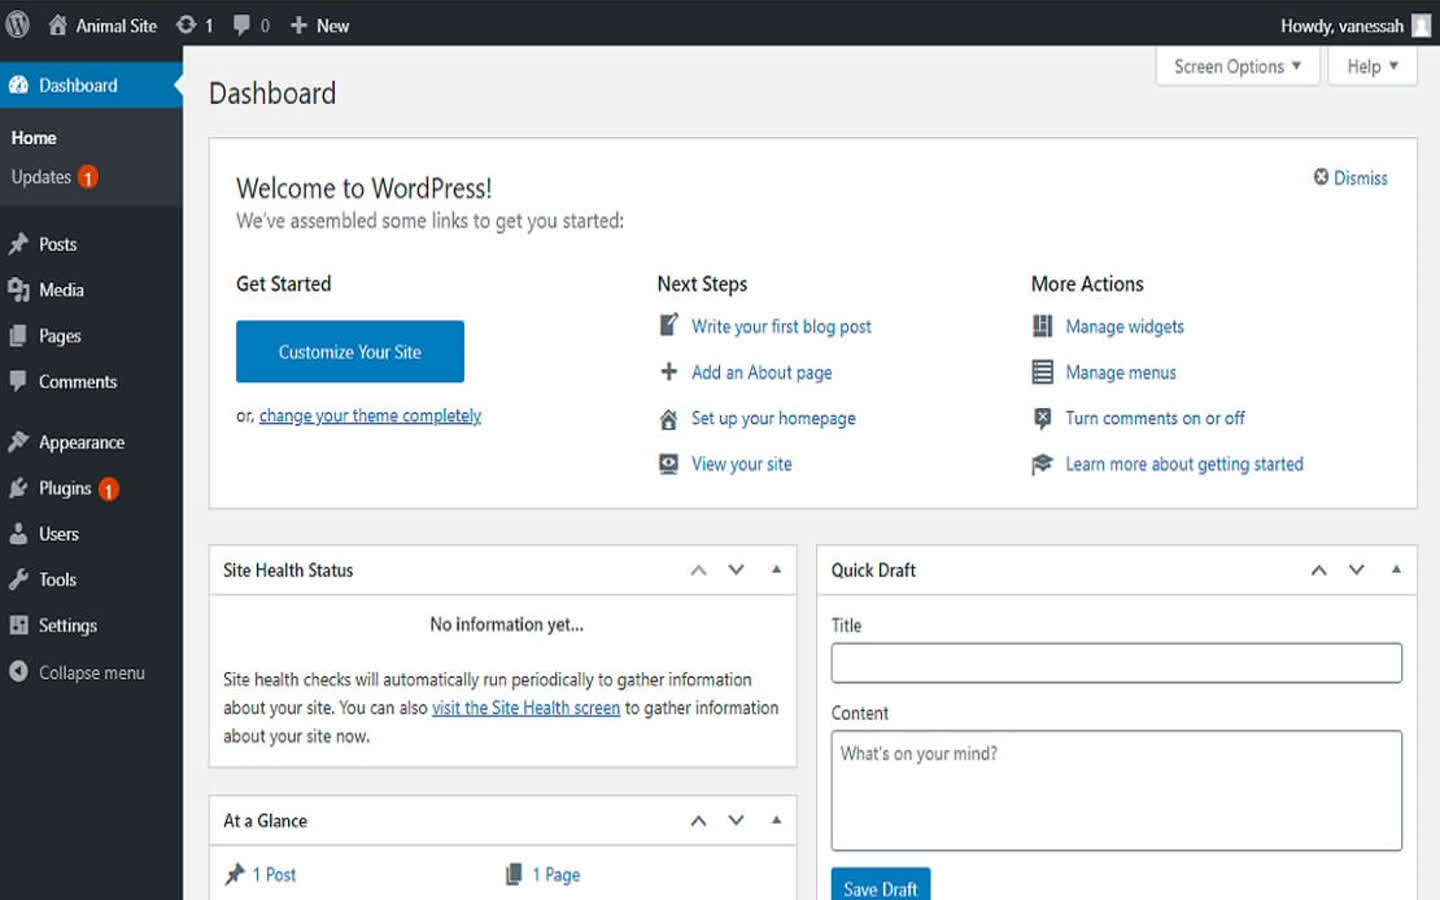 Animal Site 1 0 New Howdy, vanessah
Dashboard
Home
Updates 1
Posts
Media
Pages
Comments
Appearance
Plugins 1
Users
Tools
Settings
Collapse menu
Screen Options Help
Dashboard
Welcome to WordPress!
Dismiss
We've assembled some links to get you started:
Get Started
Customize Your Site
or, change your theme completely
Next Steps
Write your first blog post
Add an About page
Set up your homepage
View your site
More Actions
Manage widgets
Manage menus
Turn comments on or off
Learn more about getting started
Site Health Status
No information yet...
Site health checks will automatically run periodically to gather information
about your site. You can also visit the Site Health screen to gather information
about your site now.
At a Glance
1 Post 1 Page
Quick Draft
Title
Content
What's on your mind?
Save Draft